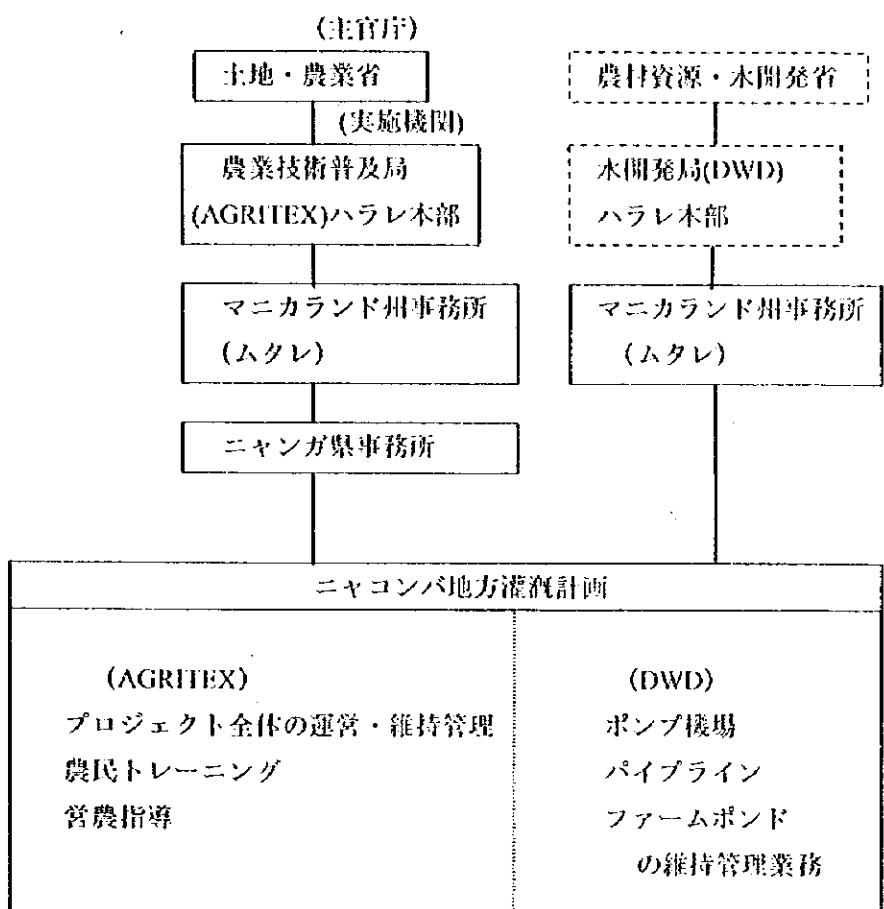 (主官庁)
土地・農業省
農村資源・水開発省
(実施機関)
農業技術普及局
(AGRITEX)ハラレ本部
水開発局(DWD)
ハラレ本部
マニカランド州事務所
(ムタレ)
マニカランド州事務所
(ムタレ)
ニャンガ県事務所
ニャコンバ地方灌漑計画
(AGRITEX)
プロジェクト全体の運営・維持管理
農民トレーニング
営農指導
(DWD)
ポンプ機場
パイプライン
ファームポンド
の維持管理業務